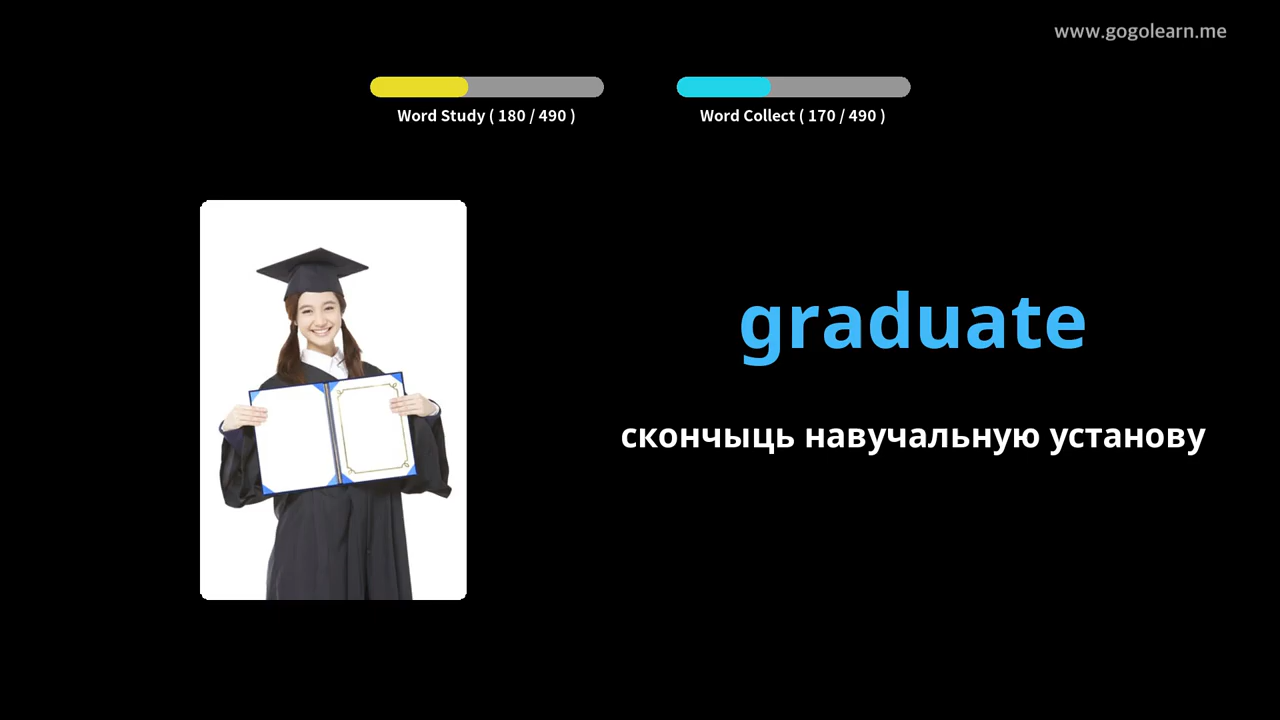 www.gogolearn.me
Word Study ( 180 / 490 )
Word Collect ( 170 / 490 )
graduate
скончыць навучальную установу